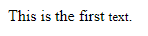 This is the first text.